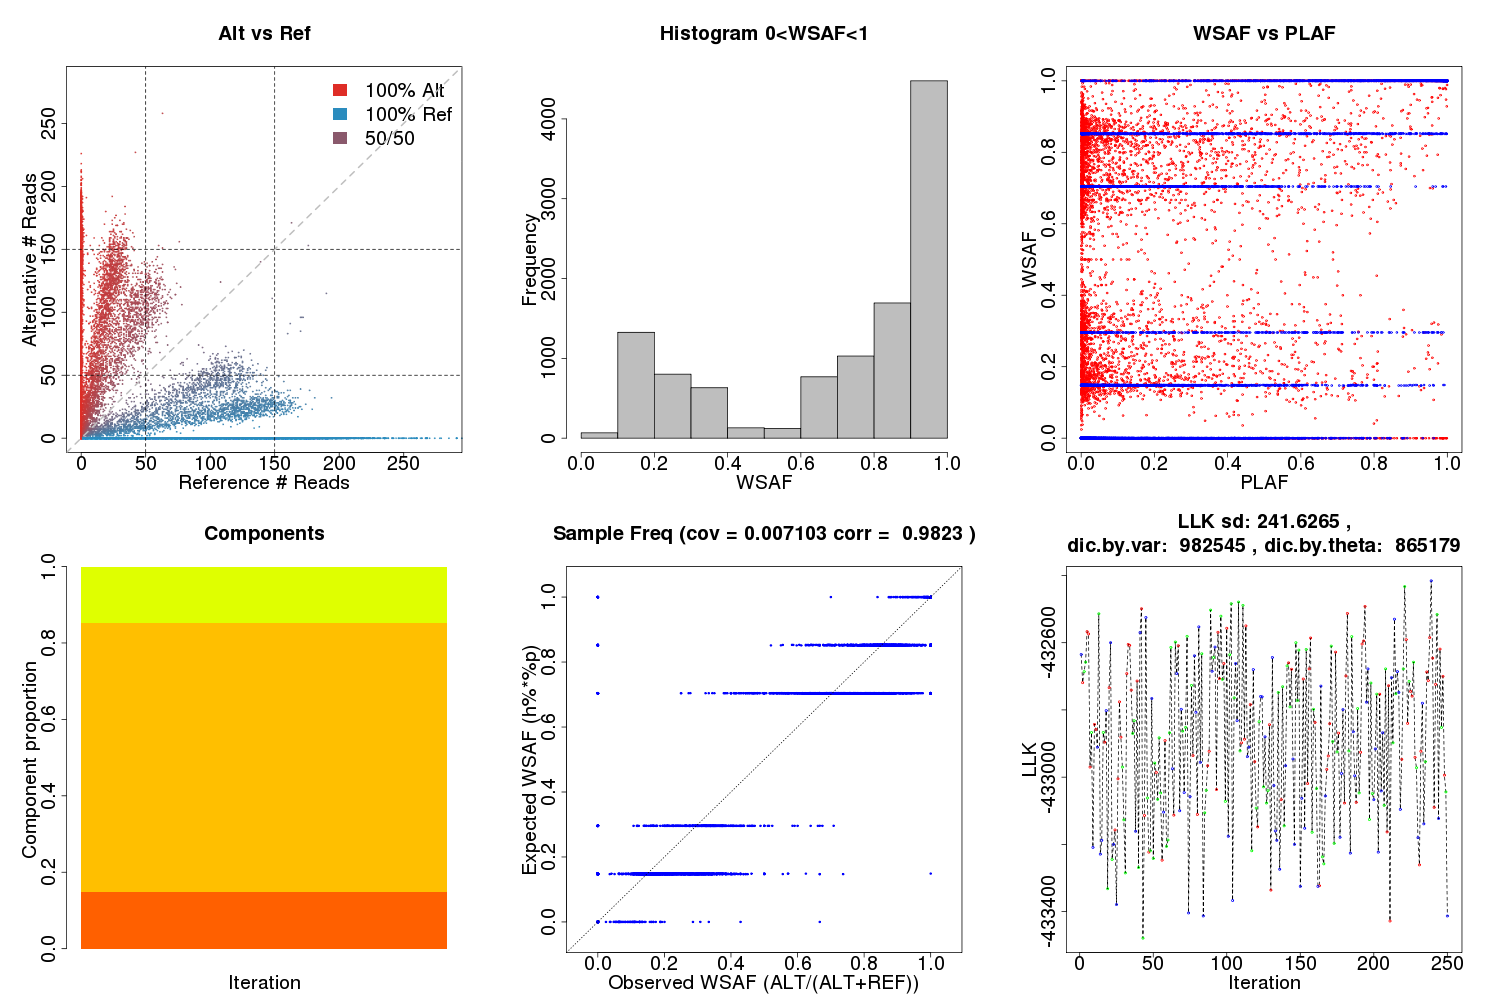 Alt vs Ref
100% Alt
100% Ref
50/50
Alternative # Reads
0 50 100 150 200 250
0 50 100 150 200 250
Reference # Reads
Histogram 0<WSAF<1
Frequency
0 1000 2000 3000 4000
0.0 0.2 0.4 0.6 0.8 1.0
WSAF
WSAF vs PLAF
WSAF
0.0 0.2 0.4 0.6 0.8 1.0
0.0 0.2 0.4 0.6 0.8 1.0
PLAF
Components
Component proportion
0.0 0.2 0.4 0.6 0.8 1.0
Iteration
Sample Freq (cov = 0.007103 corr = 0.9823 )
Expected WSAF (h%*%p)
0.0 0.2 0.4 0.6 0.8 1.0
0.0 0.2 0.4 0.6 0.8 1.0
Observed WSAF (ALT/(ALT+REF))
LLK sd: 241.6265 ,
dic.by.var: 982545 , dic.by.theta: 865179
LLK
-433400 -433000 -432600
0 50 100 150 200 250
Iteration